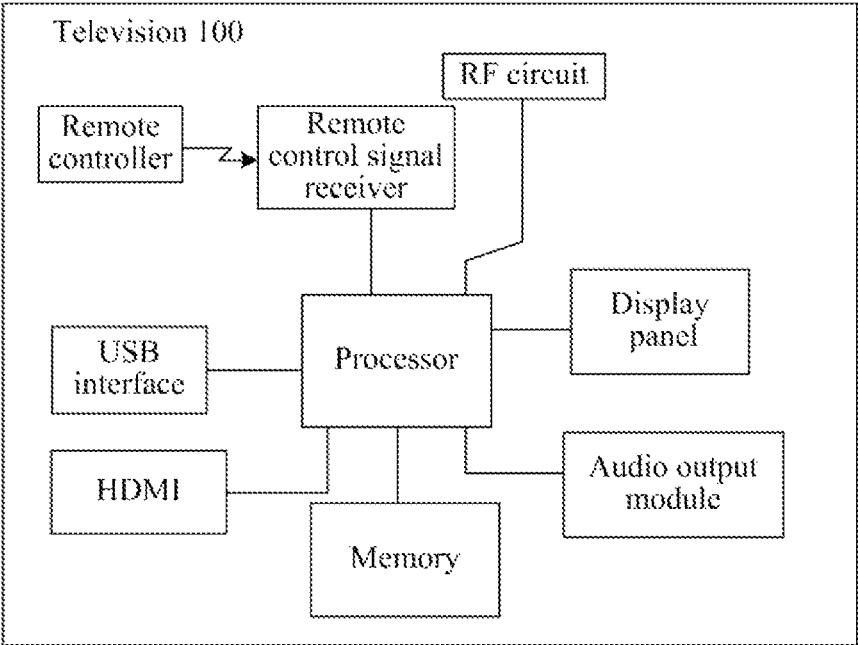 Television 100
RF circuit
Remote
controller
Remote
control signal
receiver
Display
panel
Processor
USB
interface
HDMI
Audio output
module
Memory